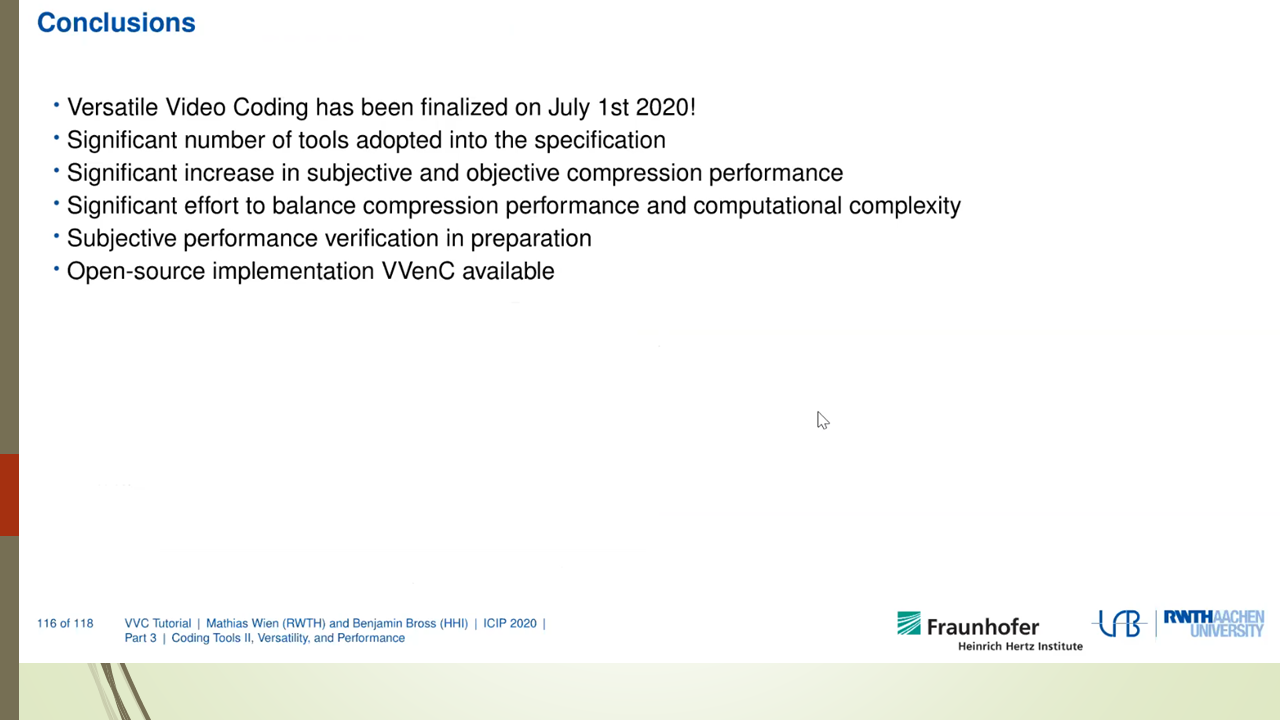 Conclusions
• Versatile Video Coding has been finalized on July 1st 2020!
• Significant number of tools adopted into the specification
• Significant increase in subjective and objective compression performance
• Significant effort to balance compression performance and computational complexity
• Subjective performance verification in preparation
• Open-source implementation VVenC available
116 of 118
VVC Tutorial | Mathias Wien (RWTH) and Benjamin Bross (HHI) | ICIP 2020 |
Part 3 | Coding Tools II, Versatility, and Performance
Fraunhofer
Heinrich Hertz Institute
RWTH AACHEN
UNIVERSITY